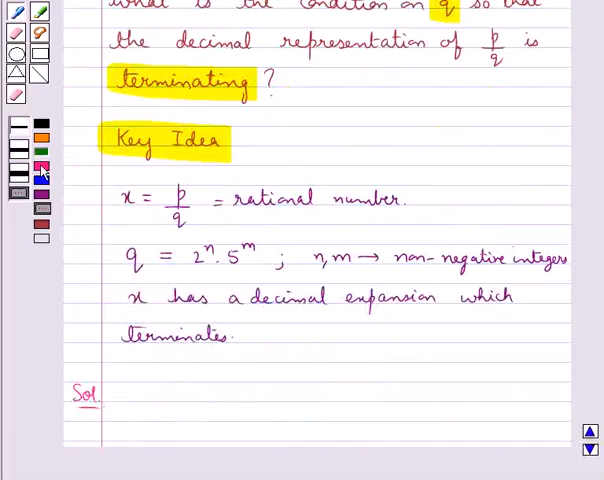 what is the condition on q so that
the decimal representation of p/q is
terminating ?
Key Idea
x = p/q = rational number.
q = 2ⁿ. 5ᵐ ; n,m → non-negative integers
x has a decimal expansion which
terminates.
Sol.